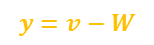 y = v − W